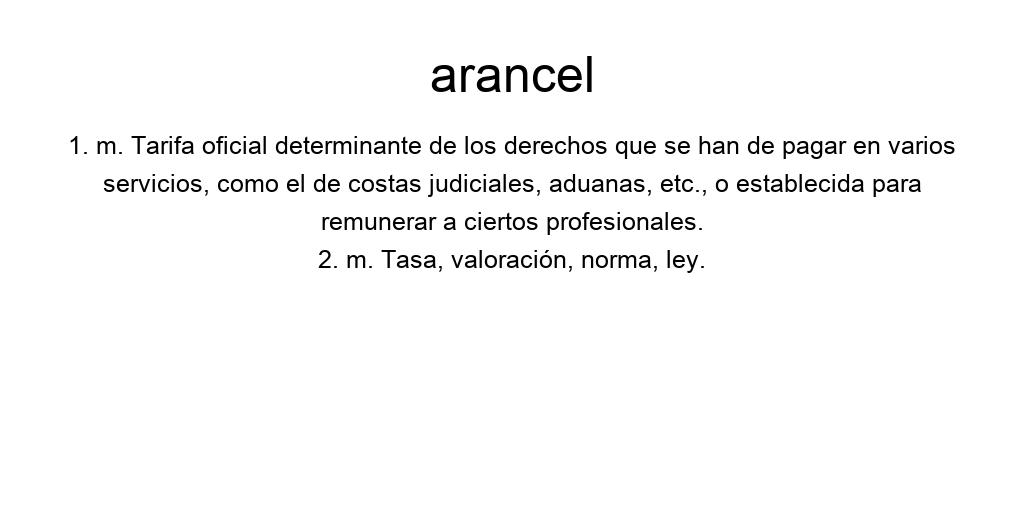 arancel
1. m. Tarifa oficial determinante de los derechos que se han de pagar en varios
servicios, como el de costas judiciales, aduanas, etc., o establecida para
remunerar a ciertos profesionales.
2. m. Tasa, valoración, norma, ley.